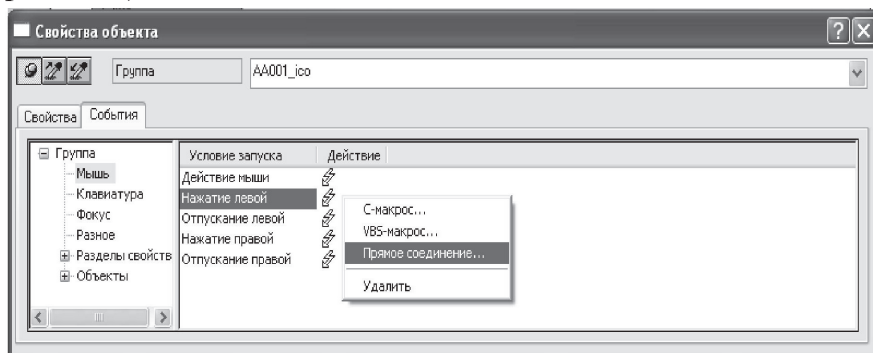 Свойства объекта
Группа AA001_ico
Свойства События
Группа
Мышь
Клавиатура
Фокус
Разное
Разделы свойств
Объекты
Условие запуска Действие
Действие мыши
Нажатие левой
Отпускание левой
Нажатие правой
Отпускание правой
С-макрос...
VBS-макрос...
Прямое соединение...
Удалить